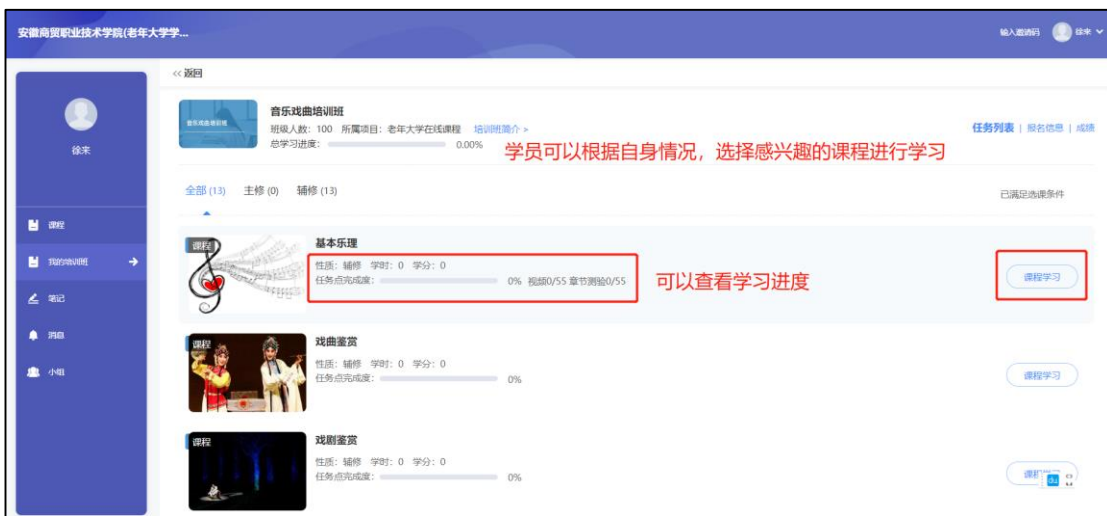 安徽商贸职业技术学院(老年大学学...
输入邀请码 徐来
<< 返回
徐来
音乐戏曲培训班
音乐戏曲培训班
班级人数：100 所属项目：老年大学在线课程 培训班简介 >
总学习进度： 0.00%
任务列表 | 报名信息 | 成绩
学员可以根据自身情况，选择感兴趣的课程进行学习
全部 (13) 主修 (0) 辅修 (13)
已满足选课条件
课程
我的培训班
笔记
消息
小组
课程
基本乐理
性质：辅修 学时：0 学分：0
任务点完成度： 0% 视频0/55 章节测验0/55
可以查看学习进度
课程学习
课程
戏曲鉴赏
性质：辅修 学时：0 学分：0
任务点完成度： 0%
课程学习
课程
戏剧鉴赏
性质：辅修 学时：0 学分：0
任务点完成度： 0%
du